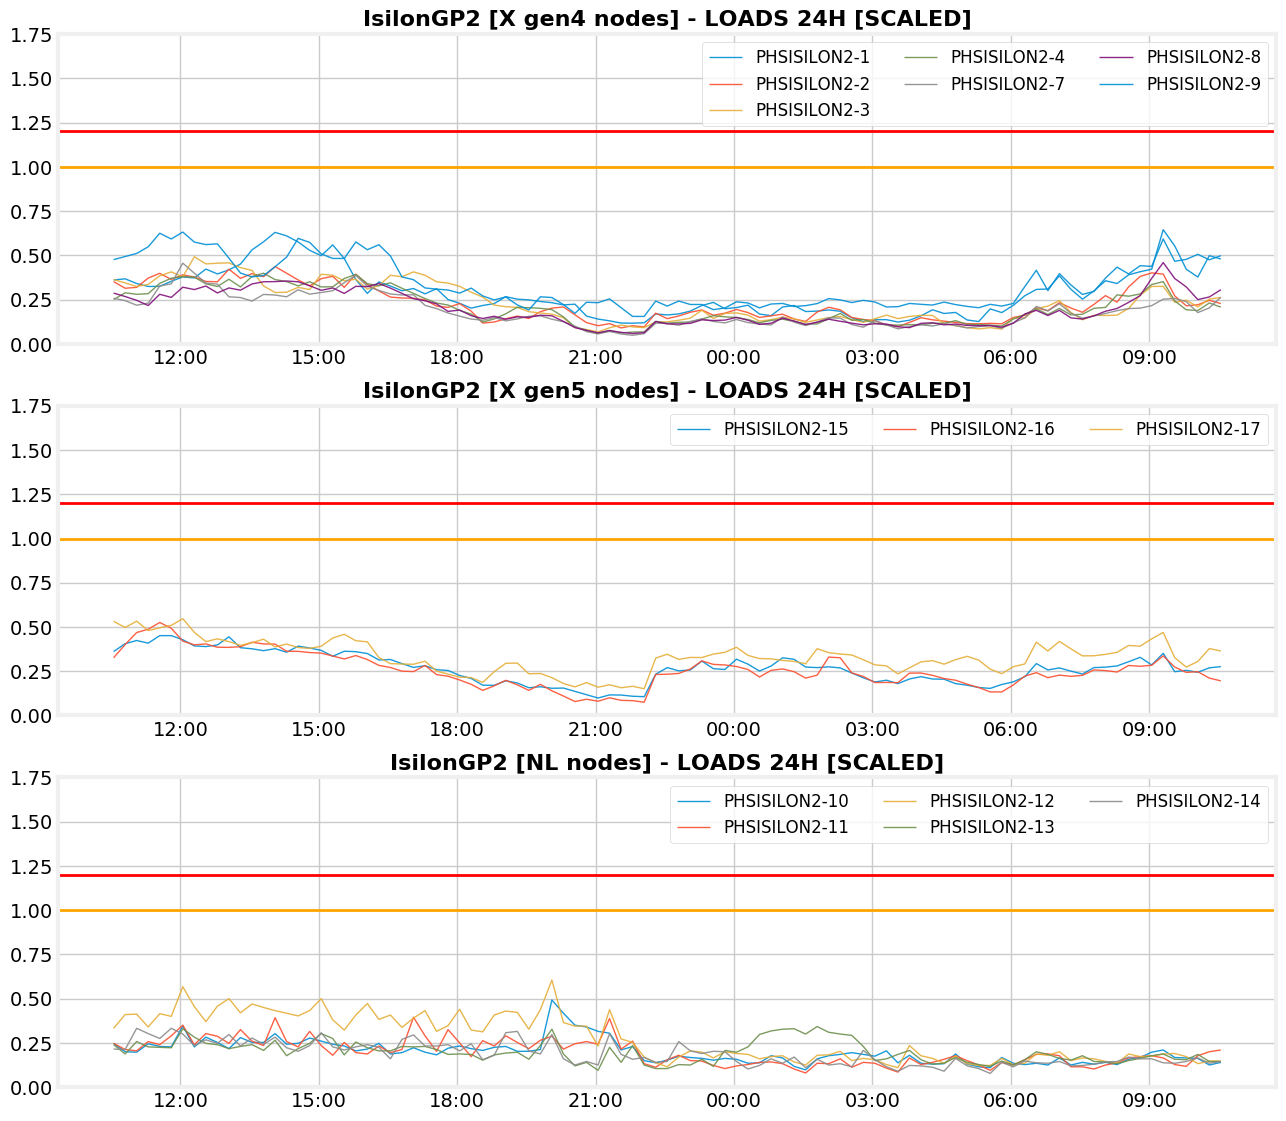 IsilonGP2 [X gen4 nodes] - LOADS 24H [SCALED]
1.75
1.50
1.25
1.00
0.75
0.50
0.25
0.00
PHSISILON2-1 PHSISILON2-4 PHSISILON2-8
PHSISILON2-2 PHSISILON2-7 PHSISILON2-9
PHSISILON2-3
12:00 15:00 18:00 21:00 00:00 03:00 06:00 09:00
IsilonGP2 [X gen5 nodes] - LOADS 24H [SCALED]
1.75
1.50
1.25
1.00
0.75
0.50
0.25
0.00
PHSISILON2-15 PHSISILON2-16 PHSISILON2-17
12:00 15:00 18:00 21:00 00:00 03:00 06:00 09:00
IsilonGP2 [NL nodes] - LOADS 24H [SCALED]
1.75
1.50
1.25
1.00
0.75
0.50
0.25
0.00
PHSISILON2-10 PHSISILON2-12 PHSISILON2-14
PHSISILON2-11 PHSISILON2-13
12:00 15:00 18:00 21:00 00:00 03:00 06:00 09:00